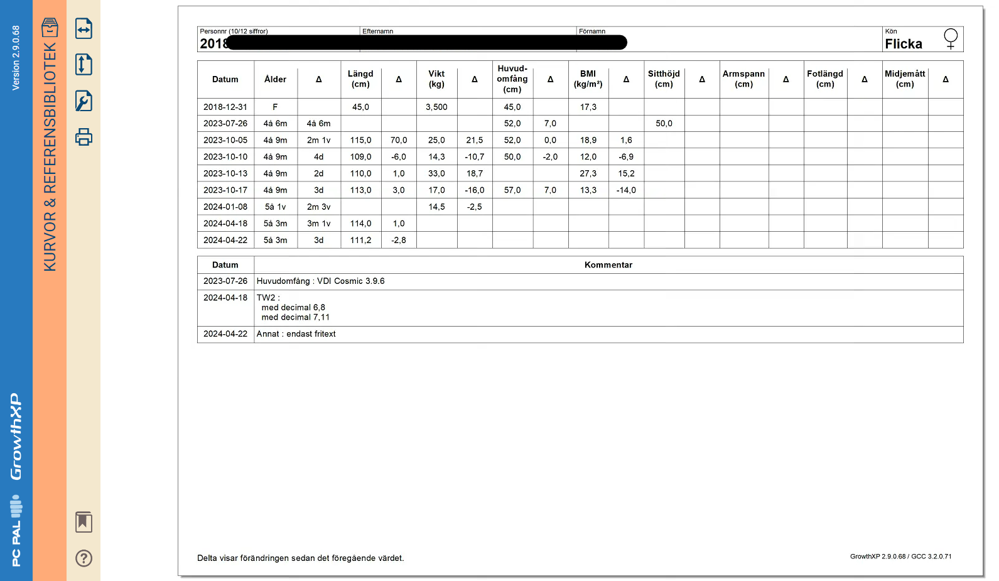 Version 2.9.0.68
KURVOR & REFERENSBIBLIOTEK
GrowthXP
PC PAL
Personnr (10/12 siffror) Efternamn Förnamn Kön
2018 Flicka
Datum Ålder Δ Längd (cm) Δ Vikt (kg) Δ Huvud-omfång (cm) Δ BMI (kg/m²) Δ Sitthöjd (cm) Δ Armspann (cm) Δ Fotlängd (cm) Δ Midjemått (cm) Δ
2018-12-31 F 45,0 3,500 45,0 17,3
2023-07-26 4å 6m 4å 6m 52,0 7,0 50,0
2023-10-05 4å 9m 2m 1v 115,0 70,0 25,0 21,5 52,0 0,0 18,9 1,6
2023-10-10 4å 9m 4d 109,0 -6,0 14,3 -10,7 50,0 -2,0 12,0 -6,9
2023-10-13 4å 9m 2d 110,0 1,0 33,0 18,7 27,3 15,2
2023-10-17 4å 9m 3d 113,0 3,0 17,0 -16,0 57,0 7,0 13,3 -14,0
2024-01-08 5å 1v 2m 3v 14,5 -2,5
2024-04-18 5å 3m 3m 1v 114,0 1,0
2024-04-22 5å 3m 3d 111,2 -2,8
Datum Kommentar
2023-07-26 Huvudomfång : VDI Cosmic 3.9.6
2024-04-18 TW2 :
med decimal 6,8
med decimal 7,11
2024-04-22 Annat : endast fritext
Delta visar förändringen sedan det föregående värdet.
GrowthXP 2.9.0.68 / GCC 3.2.0.71